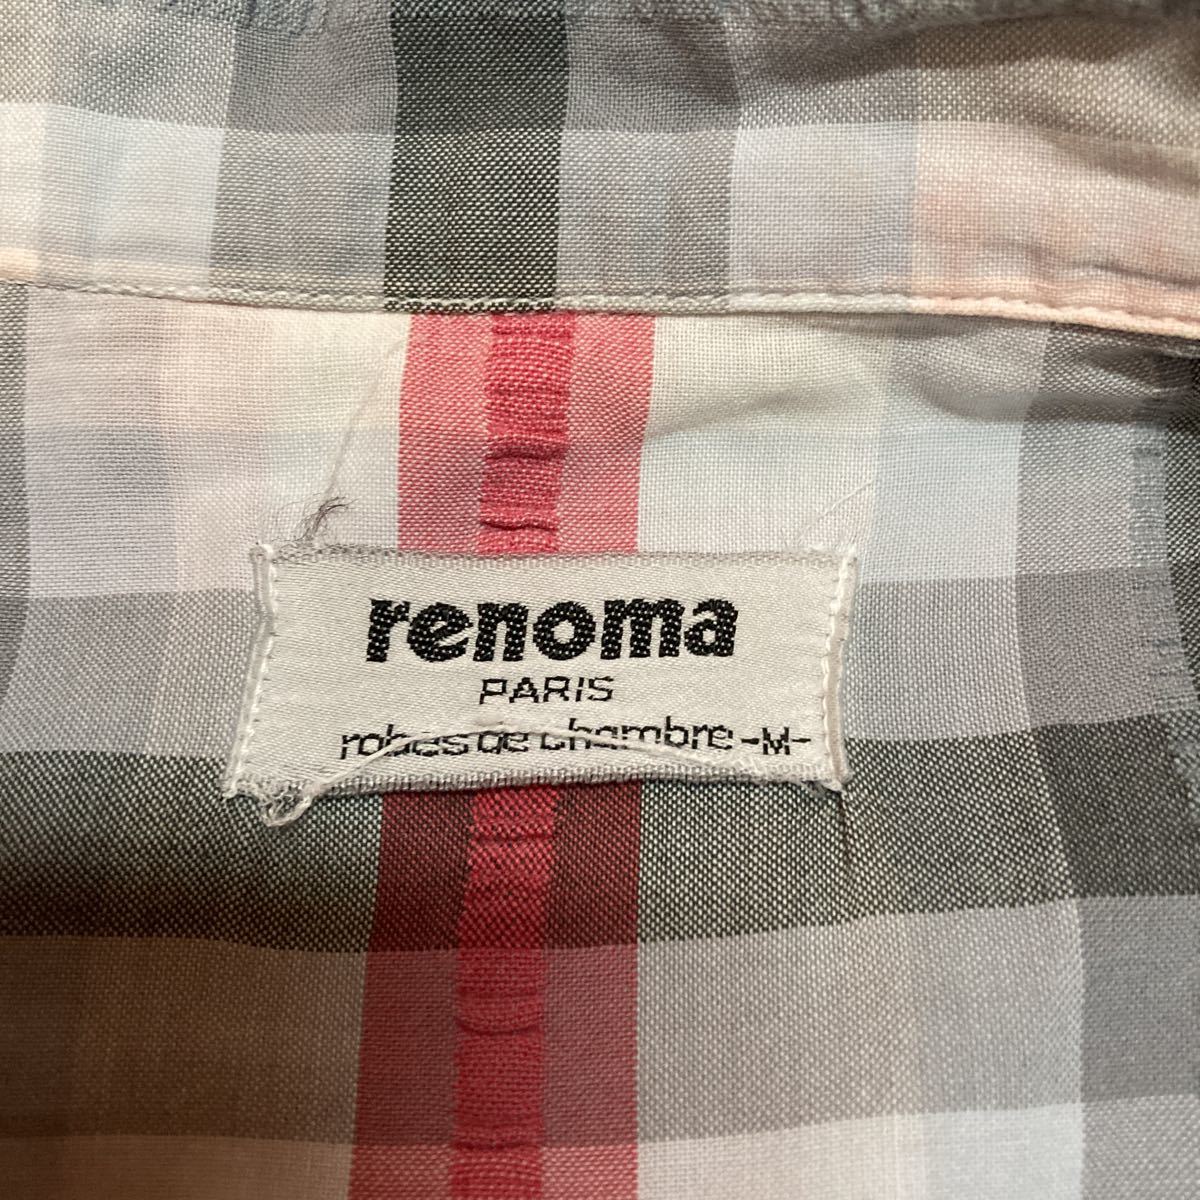 renoma
PARIS
robes de chambre -M-